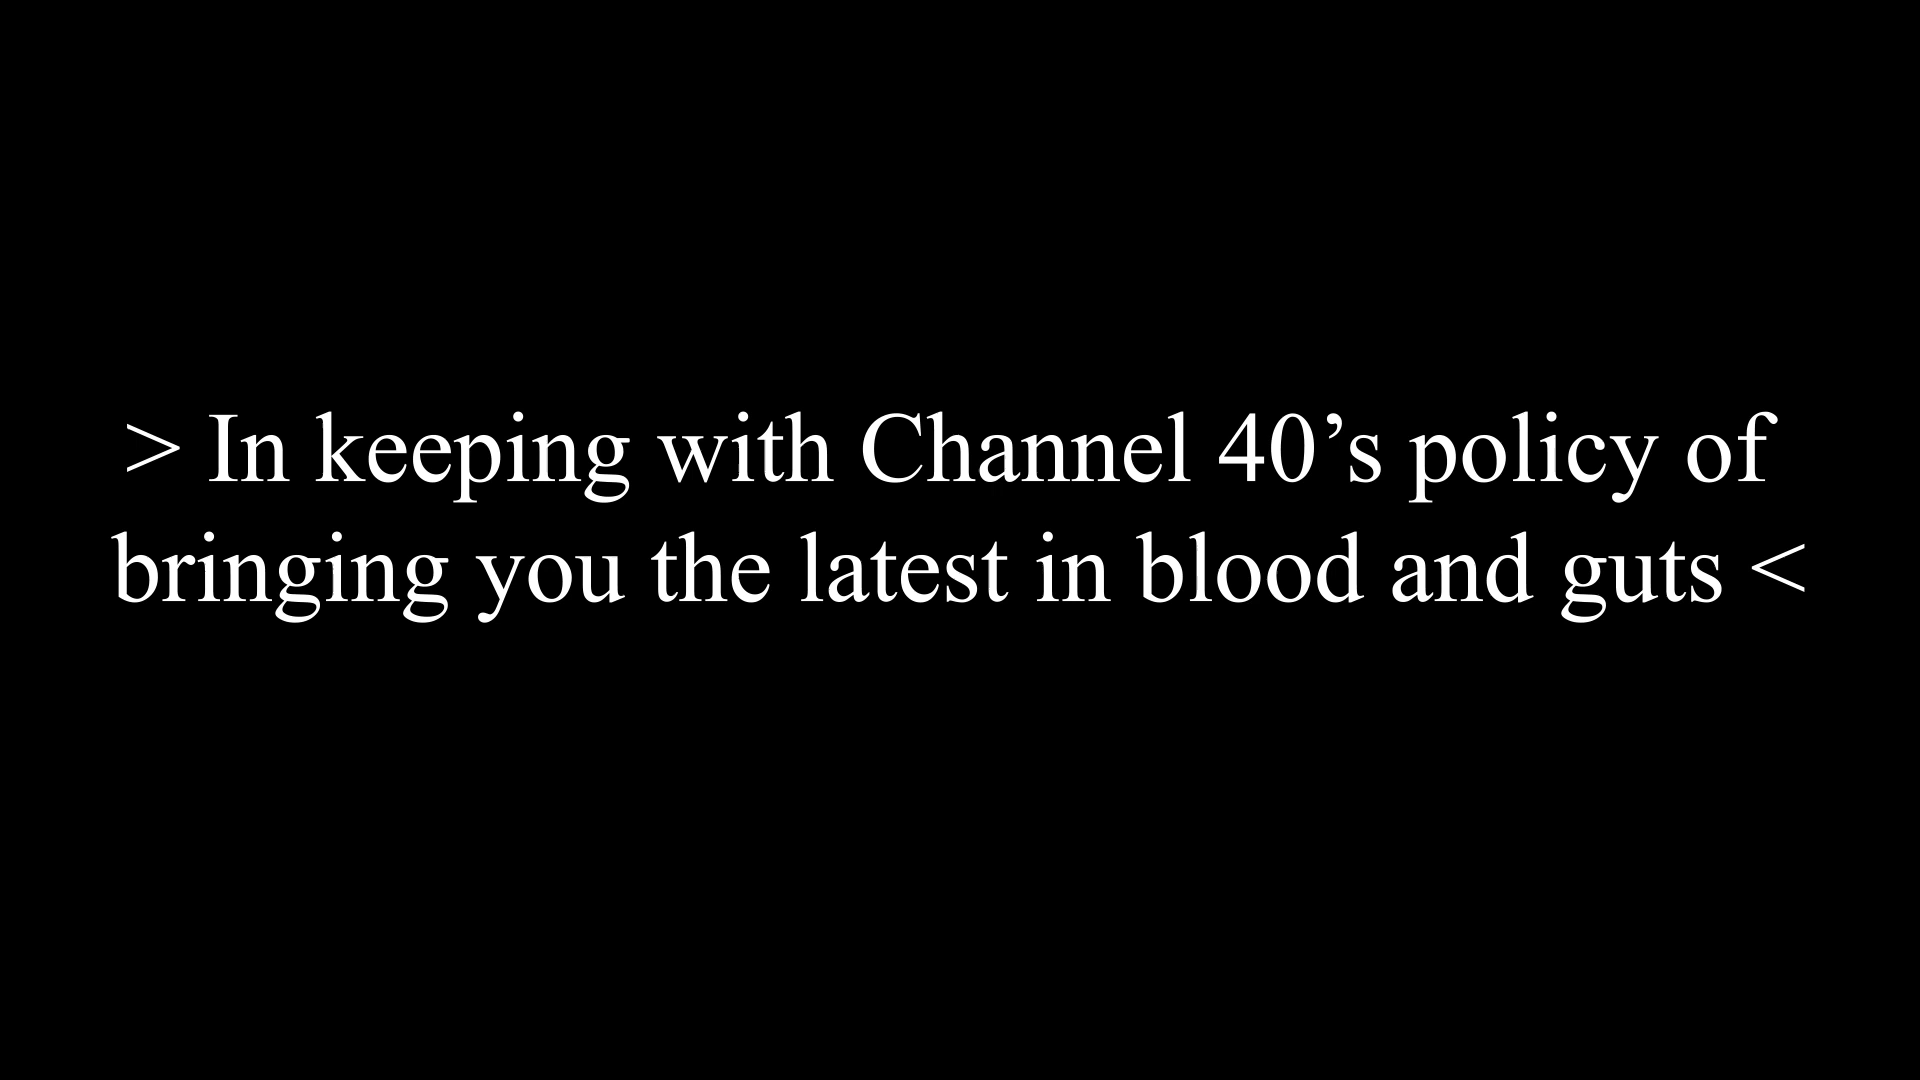 > In keeping with Channel 40’s policy of
bringing you the latest in blood and guts <